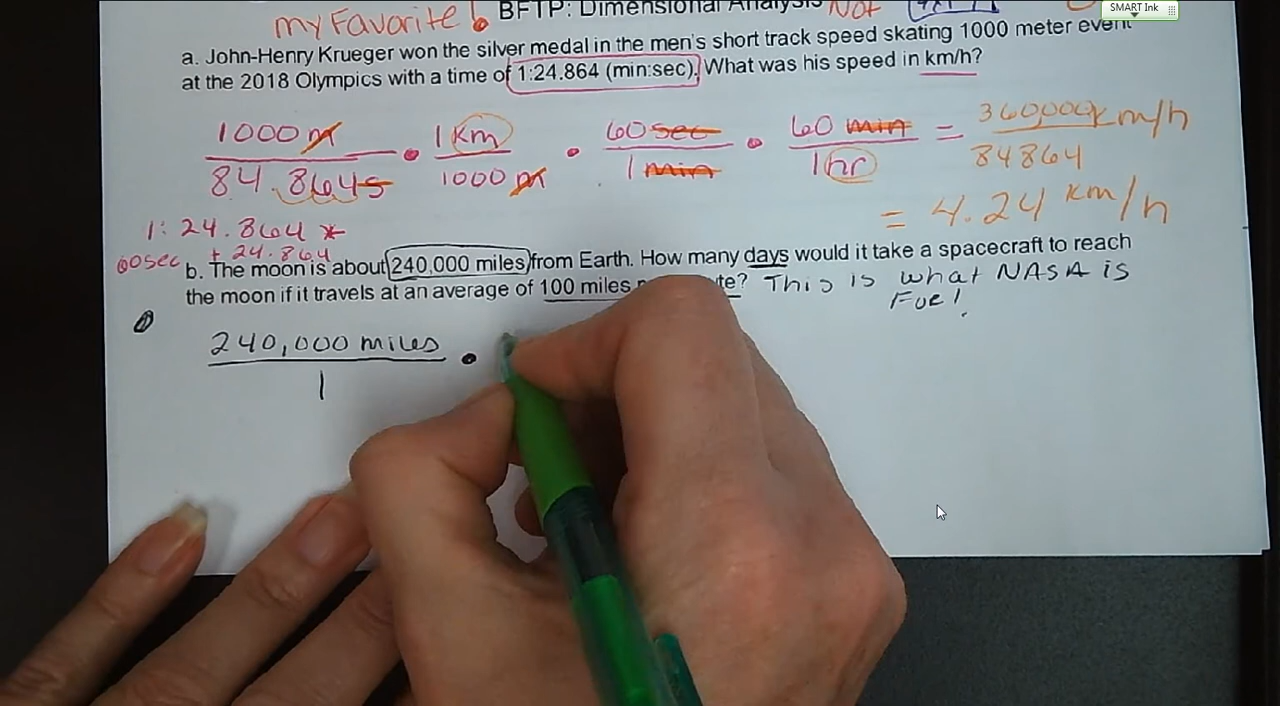 my Favorite! BFTP: Dimensional Analysis Not
SMART Ink
a. John-Henry Krueger won the silver medal in the men's short track speed skating 1000 meter event
at the 2018 Olympics with a time of 1:24.864 (min:sec). What was his speed in km/h?
1000 m / 84.864 s • 1 km / 1000 m • 60 sec / 1 min • 60 min / 1 hr = 360,000 km/h / 84864
= 4.24 km/h
1:24.864 *
60sec + 24.864
b. The moon is about 240,000 miles from Earth. How many days would it take a spacecraft to reach
the moon if it travels at an average of 100 miles te? This is what NASA is
For!
240,000 miles / 1 •